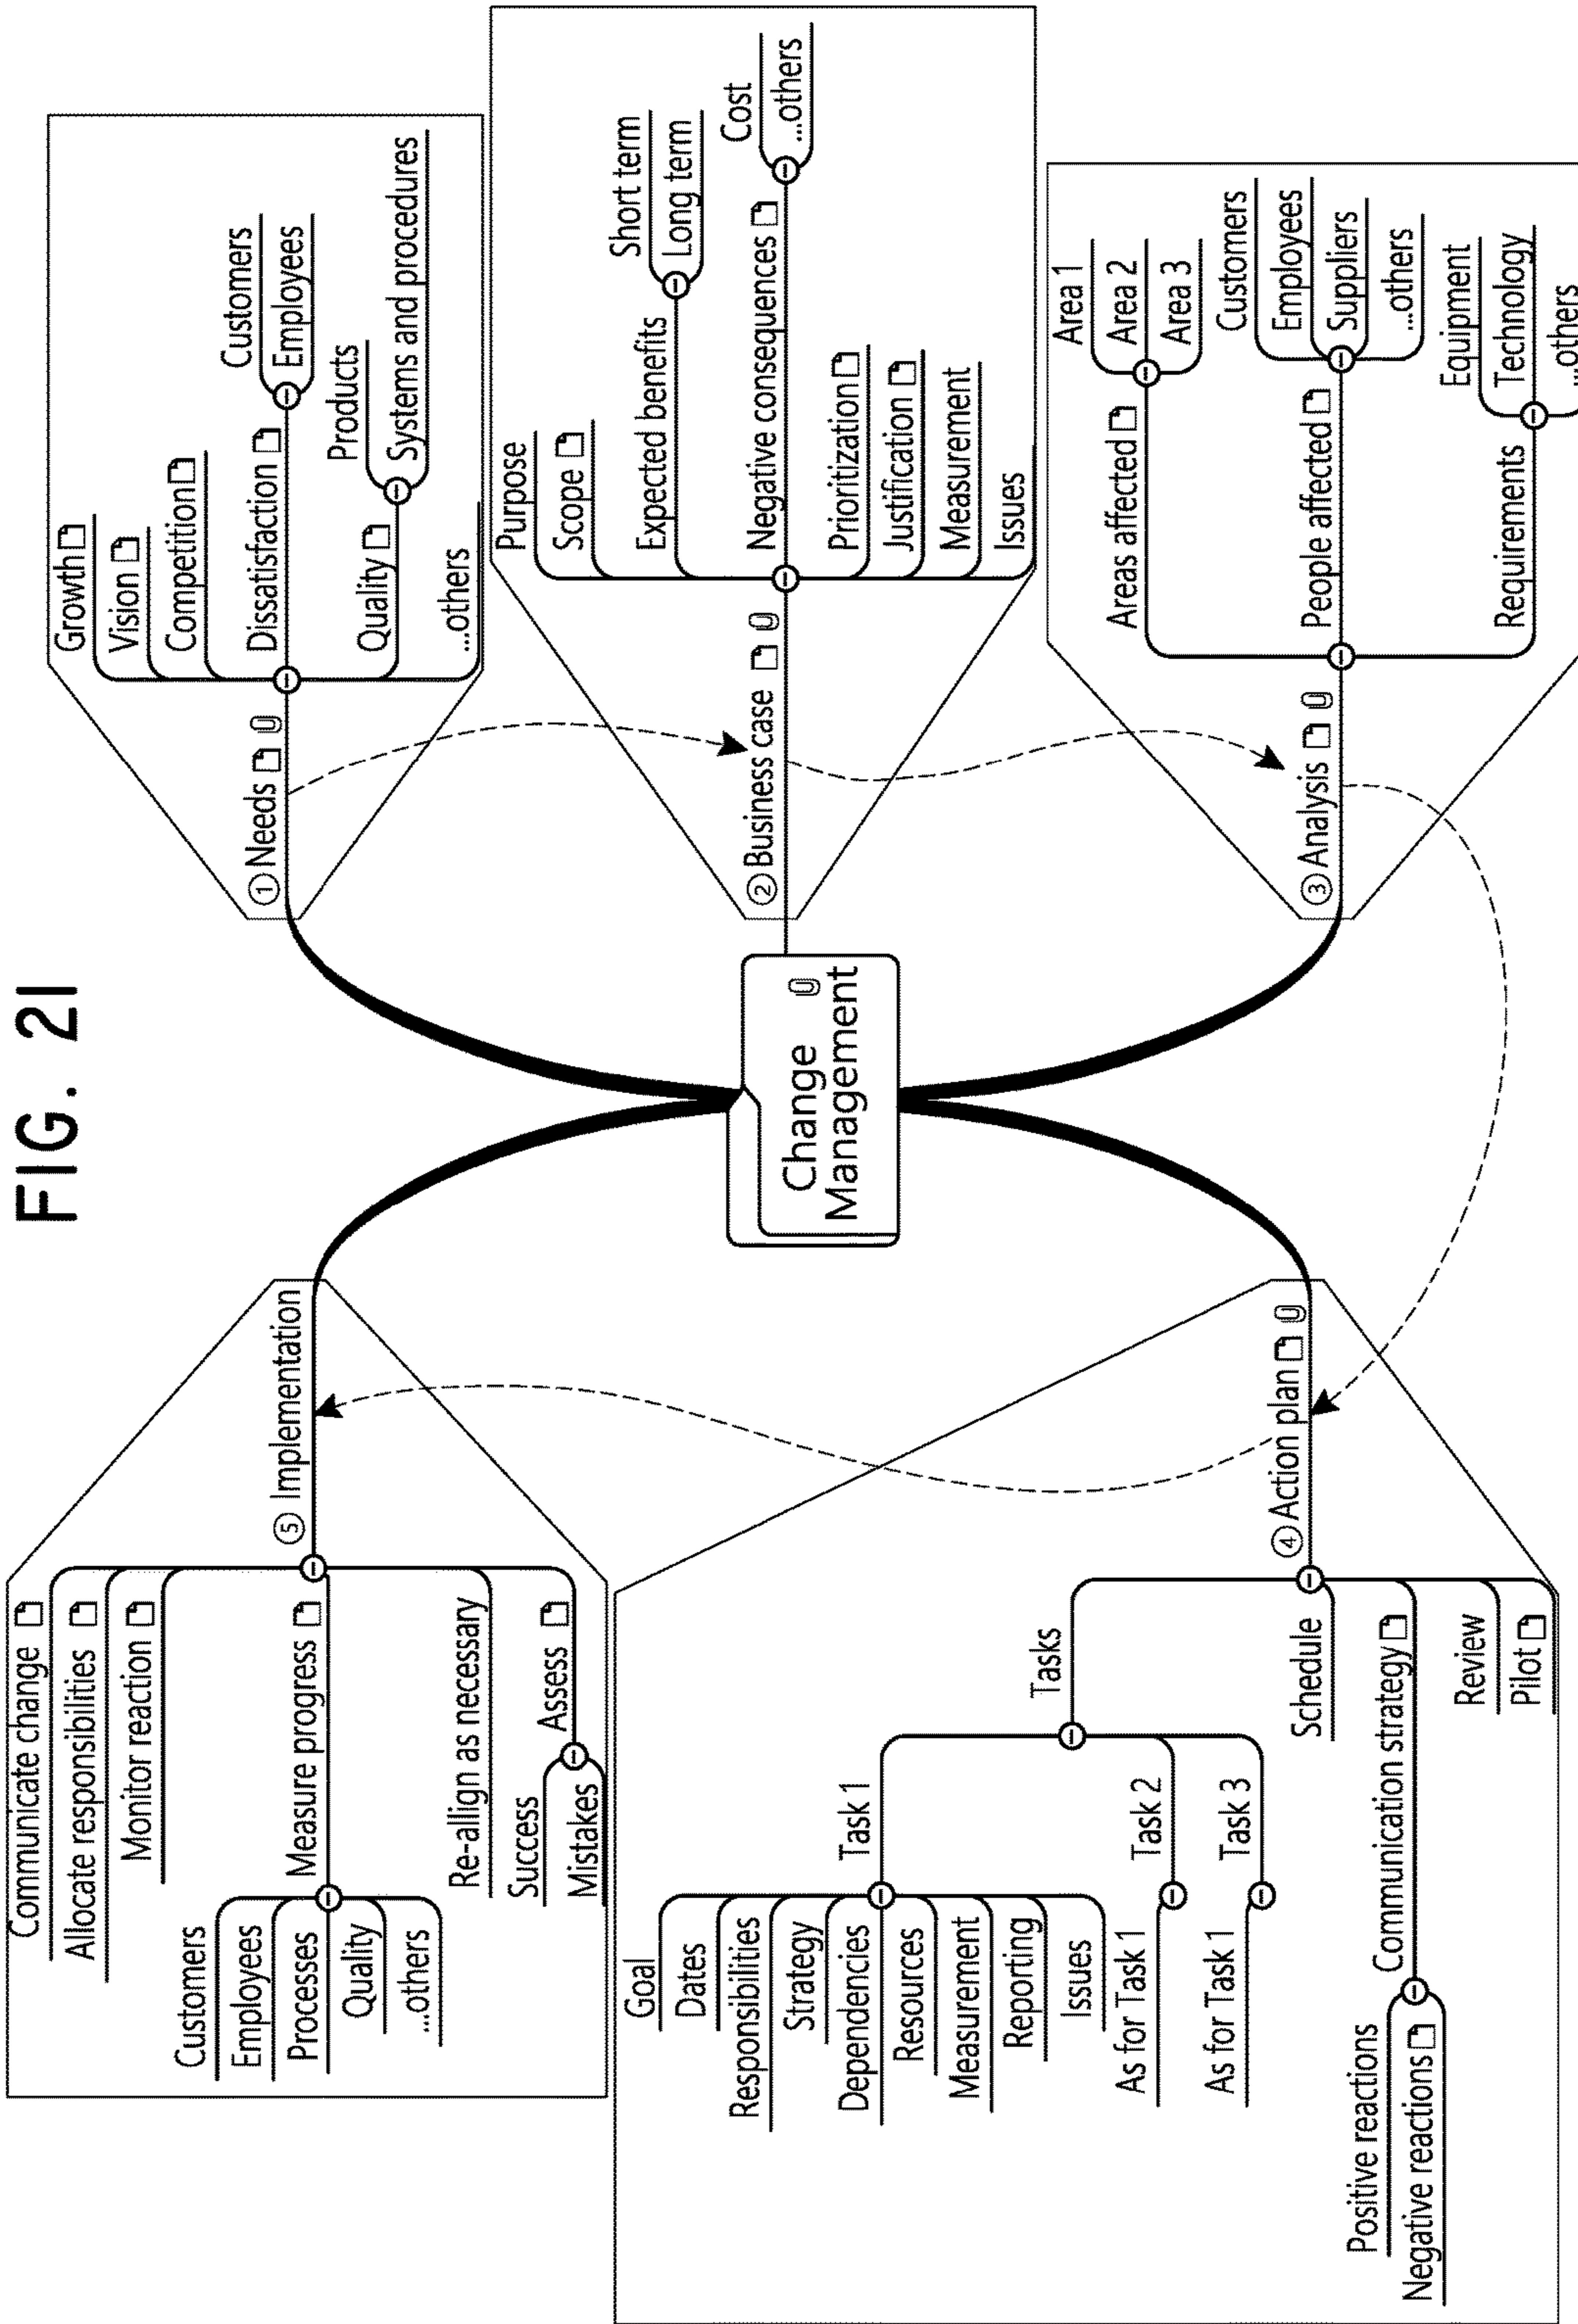 FIG. 21
Change
Management
① Needs
Growth
Vision
Competition
Dissatisfaction
Customers
Employees
Quality
Products
Systems and procedures
...others
② Business case
Purpose
Scope
Expected benefits
Short term
Long term
Negative consequences
Cost
...others
Prioritization
Justification
Measurement
Issues
③ Analysis
Areas affected
Area 1
Area 2
Area 3
People affected
Customers
Employees
Suppliers
...others
Requirements
Equipment
Technology
...others
④ Action plan
Tasks
Task 1
Goal
Dates
Responsibilities
Strategy
Dependencies
Resources
Measurement
Reporting
Issues
Task 2
As for Task 1
Task 3
As for Task 1
Schedule
Communication strategy
Positive reactions
Negative reactions
Review
Pilot
⑤ Implementation
Communicate change
Allocate responsibilities
Monitor reaction
Measure progress
Customers
Employees
Processes
Quality
...others
Re-allign as necessary
Assess
Success
Mistakes